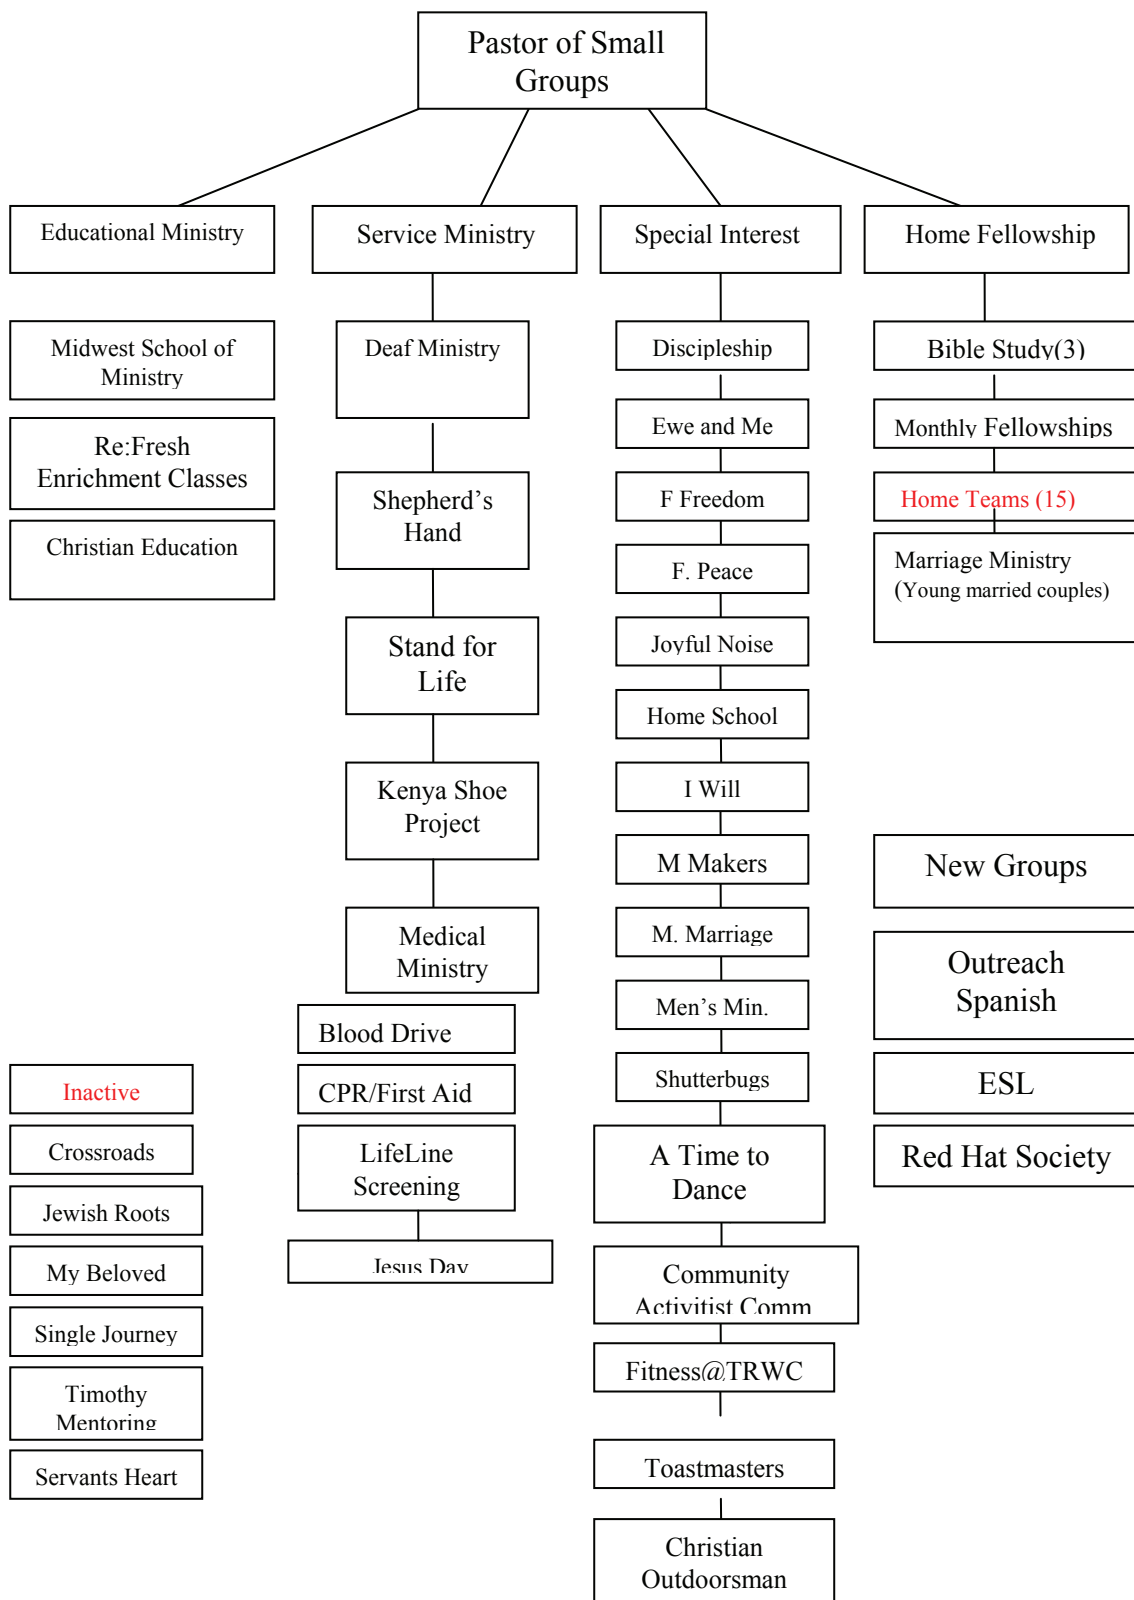 Pastor of Small
Groups
Educational Ministry
Service Ministry
Special Interest
Home Fellowship
Midwest School of
Ministry
Re:Fresh
Enrichment Classes
Christian Education
Deaf Ministry
Shepherd’s
Hand
Stand for
Life
Kenya Shoe
Project
Medical
Ministry
Blood Drive
CPR/First Aid
LifeLine
Screening
Jesus Day
Discipleship
Ewe and Me
F Freedom
F. Peace
Joyful Noise
Home School
I Will
M Makers
M. Marriage
Men’s Min.
Shutterbugs
A Time to
Dance
Community
Activitist Comm
Fitness@TRWC
Toastmasters
Christian
Outdoorsman
Bible Study(3)
Monthly Fellowships
Home Teams (15)
Marriage Ministry
(Young married couples)
New Groups
Outreach
Spanish
ESL
Red Hat Society
Inactive
Crossroads
Jewish Roots
My Beloved
Single Journey
Timothy
Mentoring
Servants Heart